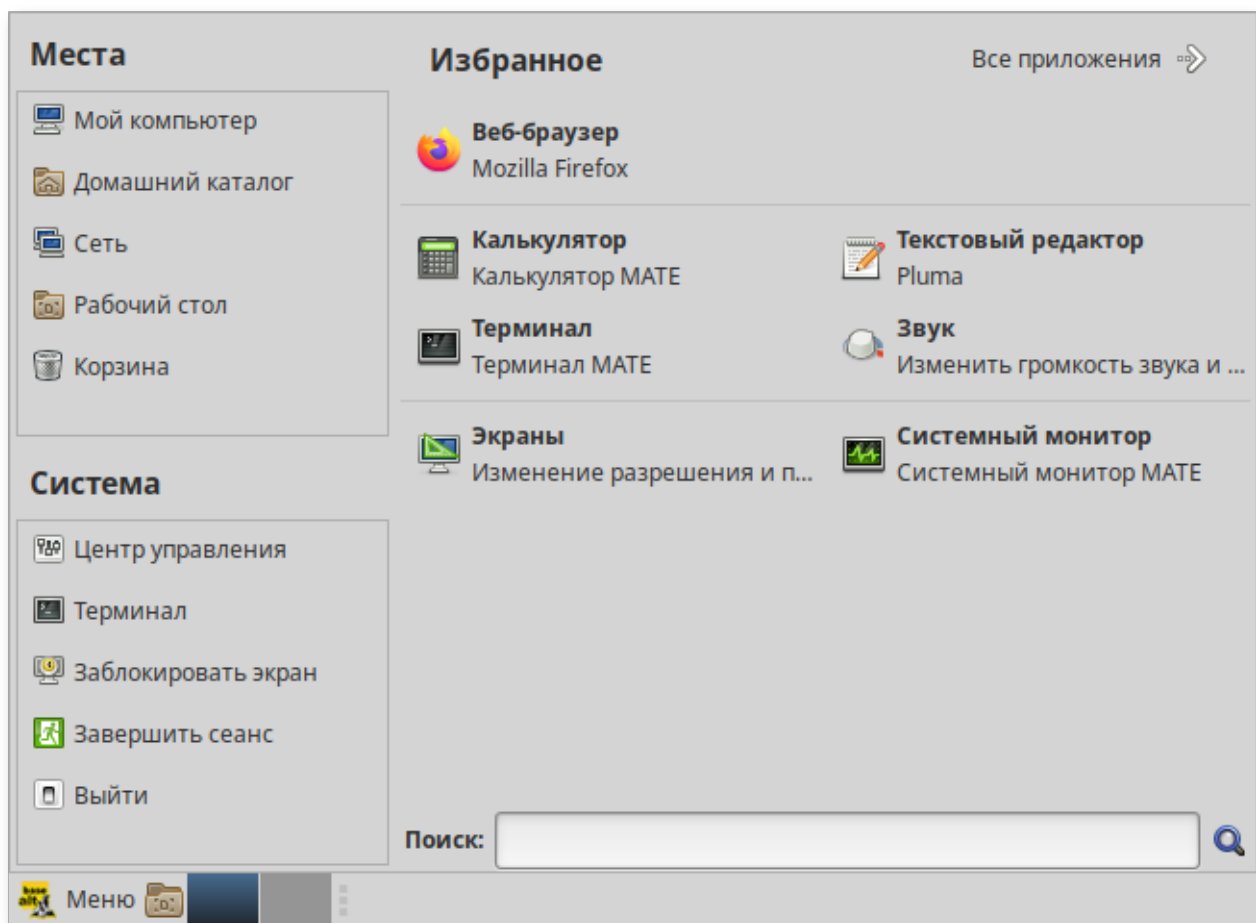 Места
Мой компьютер
Домашний каталог
Сеть
Рабочий стол
Корзина
Система
Центр управления
Терминал
Заблокировать экран
Завершить сеанс
Выйти
Избранное
Все приложения
Веб-браузер
Mozilla Firefox
Калькулятор
Калькулятор MATE
Текстовый редактор
Pluma
Терминал
Терминал MATE
Звук
Изменить громкость звука и ...
Экраны
Изменение разрешения и п...
Системный монитор
Системный монитор MATE
Поиск:
base
alt
Меню